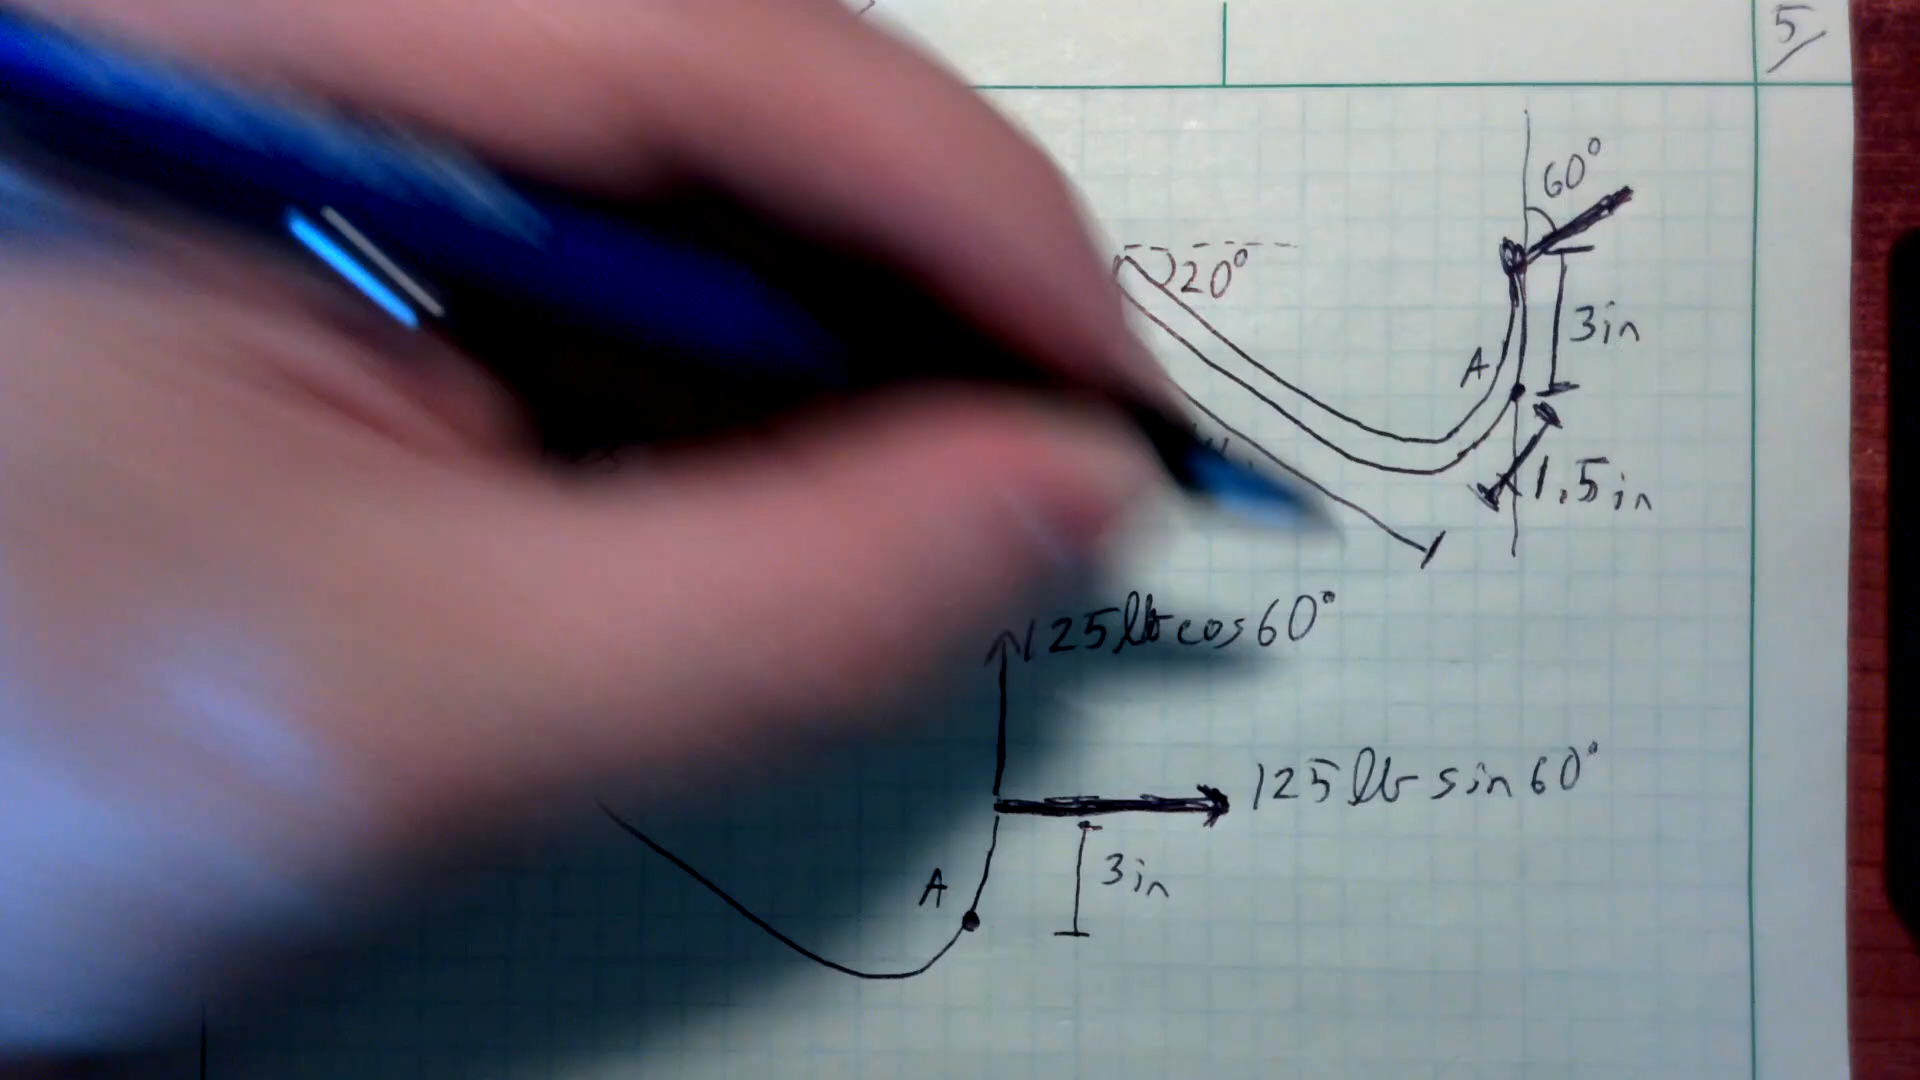 5/
60°
20°
3in
A
1.5in
125lb cos60°
125lb sin60°
A
3in